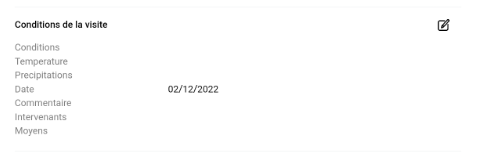 Conditions de la visite
Conditions
Temperature
Precipitations
Date 02/12/2022
Commentaire
Intervenants
Moyens